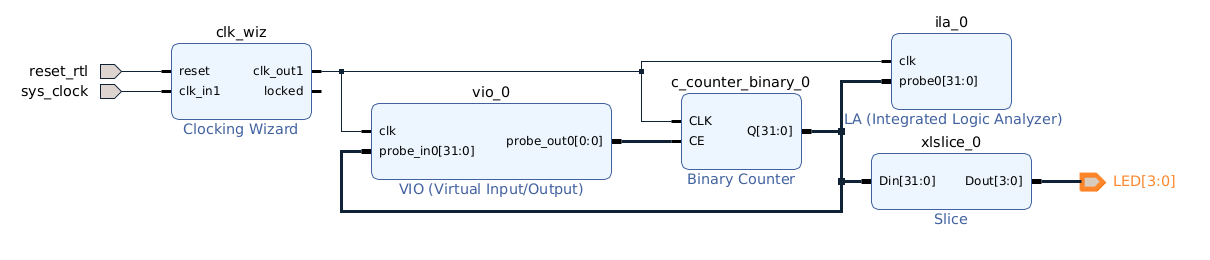 clk_wiz
reset_rtl
sys_clock
reset
clk_in1
clk_out1
locked
Clocking Wizard
vio_0
clk
probe_in0[31:0]
probe_out0[0:0]
VIO (Virtual Input/Output)
c_counter_binary_0
CLK
CE
Q[31:0]
Binary Counter
ila_0
clk
probe0[31:0]
LA (Integrated Logic Analyzer)
xlslice_0
Din[31:0]
Dout[3:0]
Slice
LED[3:0]